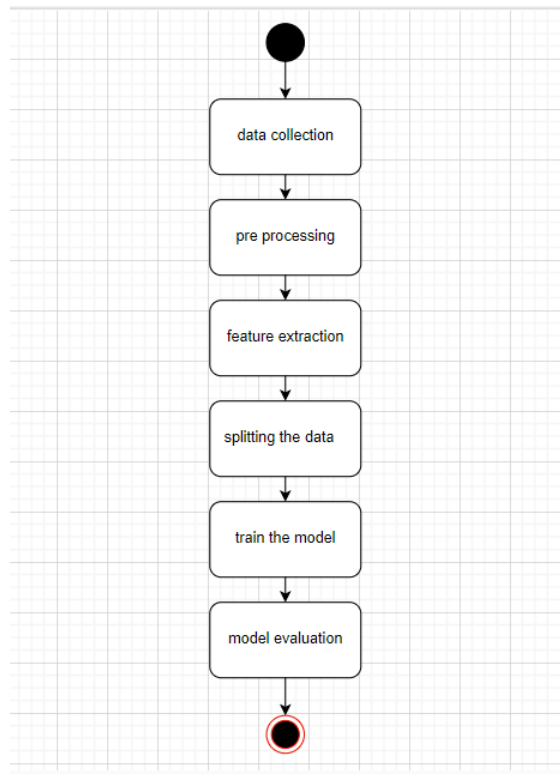 data collection
pre processing
feature extraction
splitting the data
train the model
model evaluation